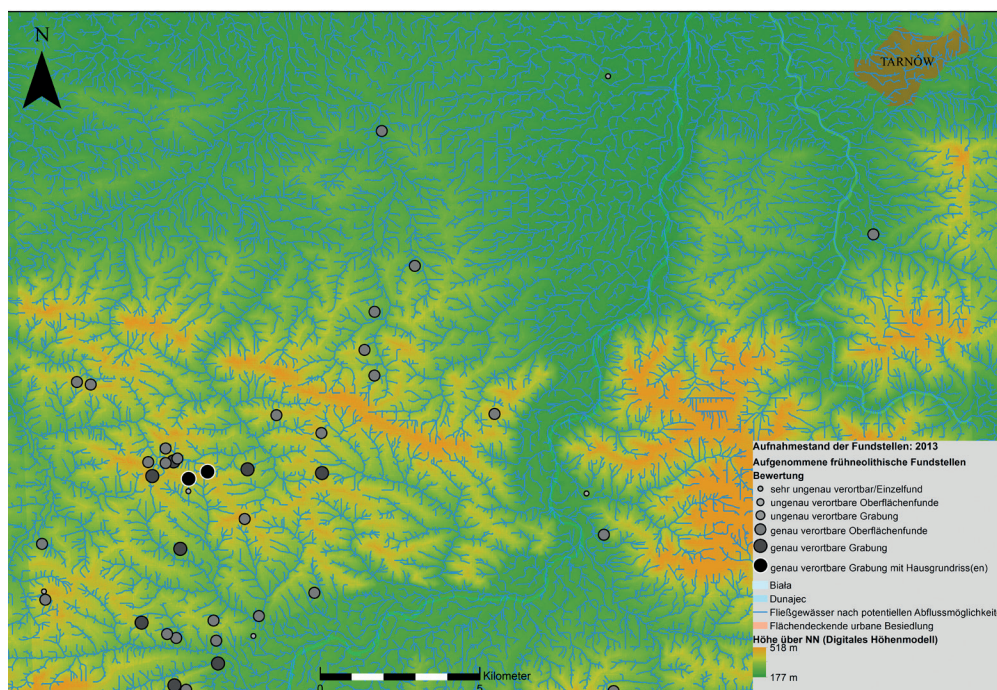 N
TARNÓW
Aufnahmestand der Fundstellen: 2013
Aufgenommene frühneolithische Fundstellen
Bewertung
sehr ungenau verortbar/Einzelfund
ungenau verortbare Oberflächenfunde
ungenau verortbare Grabung
genau verortbare Oberflächenfunde
genau verortbare Grabung
genau verortbare Grabung mit Hausgrundriss(en)
Biała
Dunajec
Fließgewässer nach potentiellen Abflussmöglichkeit
Flächendeckende urbane Besiedlung
Höhe über NN (Digitales Höhenmodell)
518 m
177 m
Kilometer
0 5